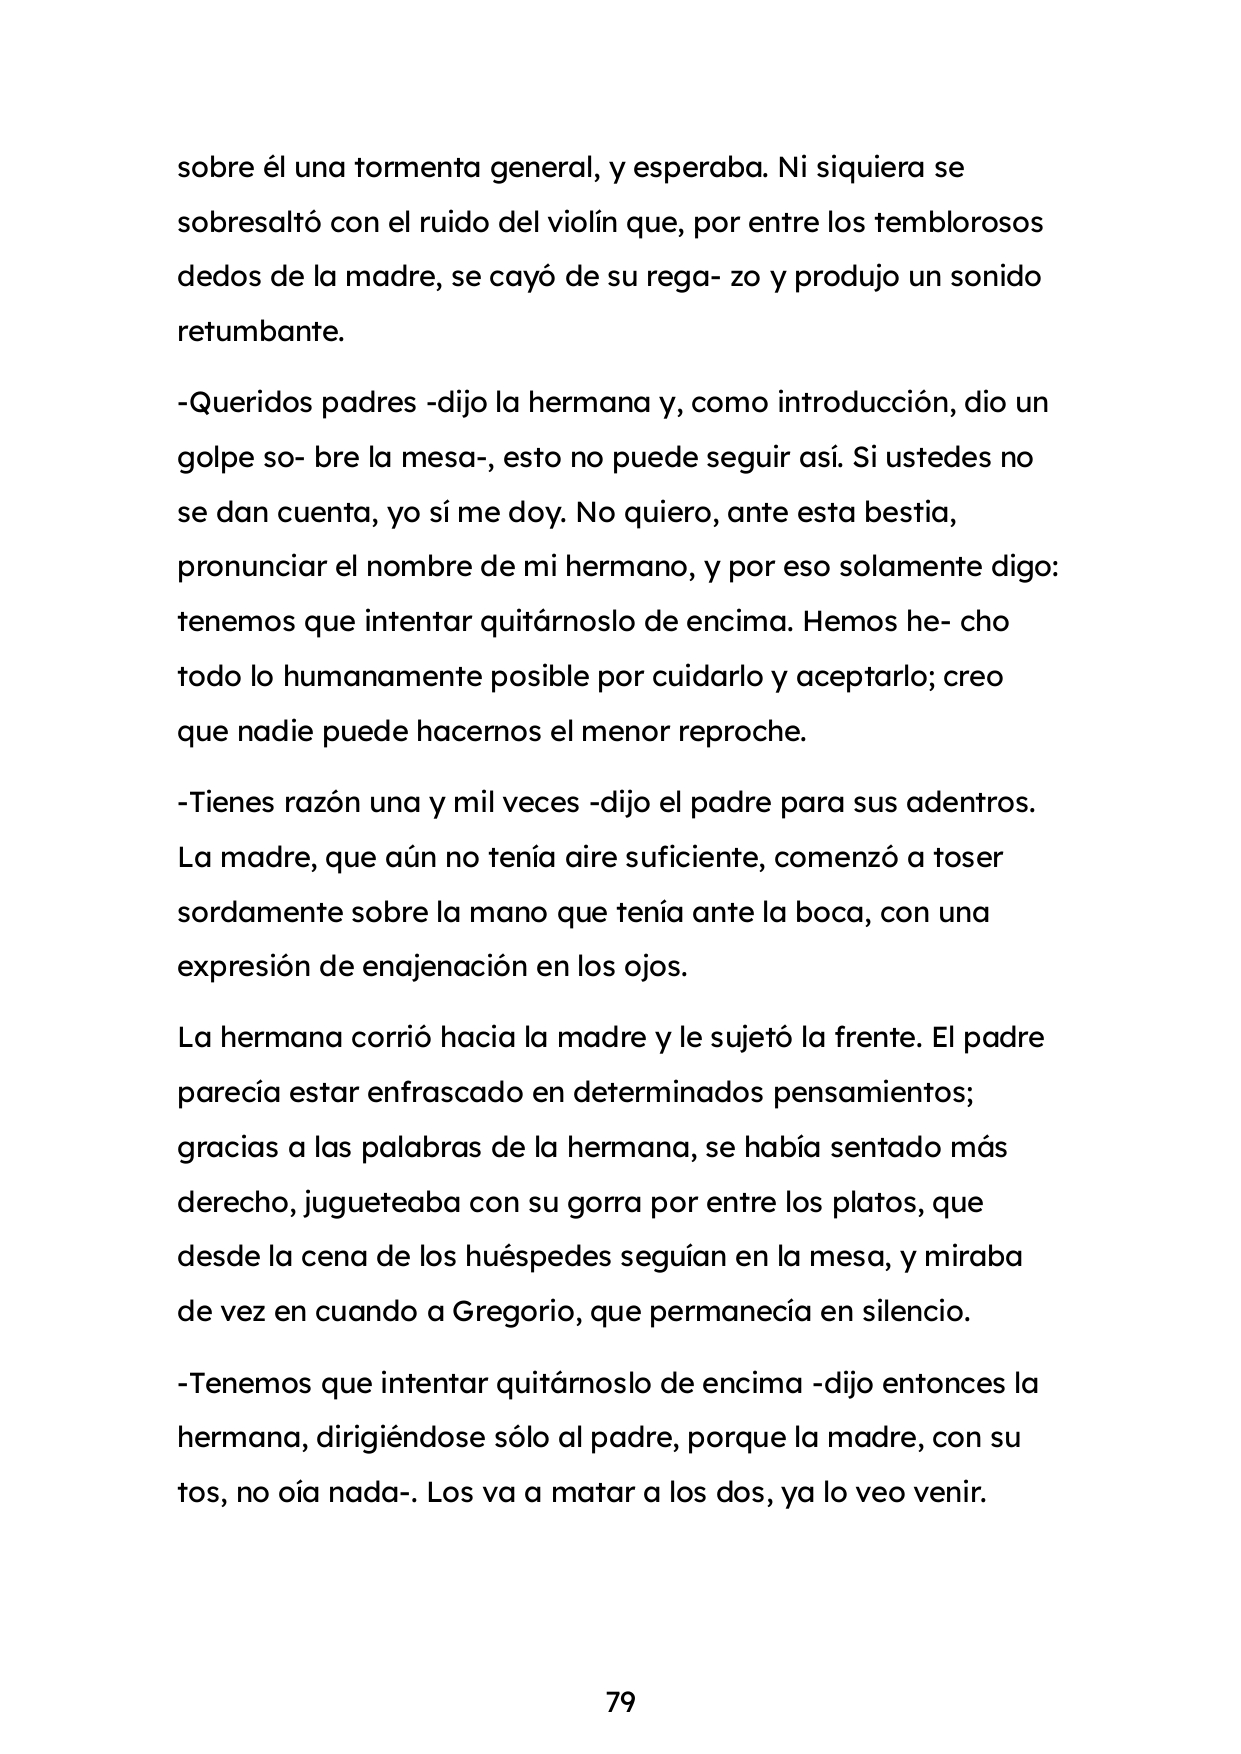 sobre él una tormenta general, y esperaba. Ni siquiera se
sobresaltó con el ruido del violín que, por entre los temblorosos
dedos de la madre, se cayó de su rega- zo y produjo un sonido
retumbante.
-Queridos padres -dijo la hermana y, como introducción, dio un
golpe so- bre la mesa-, esto no puede seguir así. Si ustedes no
se dan cuenta, yo sí me doy. No quiero, ante esta bestia,
pronunciar el nombre de mi hermano, y por eso solamente digo:
tenemos que intentar quitárnoslo de encima. Hemos he- cho
todo lo humanamente posible por cuidarlo y aceptarlo; creo
que nadie puede hacernos el menor reproche.
-Tienes razón una y mil veces -dijo el padre para sus adentros.
La madre, que aún no tenía aire suficiente, comenzó a toser
sordamente sobre la mano que tenía ante la boca, con una
expresión de enajenación en los ojos.
La hermana corrió hacia la madre y le sujetó la frente. El padre
parecía estar enfrascado en determinados pensamientos;
gracias a las palabras de la hermana, se había sentado más
derecho, jugueteaba con su gorra por entre los platos, que
desde la cena de los huéspedes seguían en la mesa, y miraba
de vez en cuando a Gregorio, que permanecía en silencio.
-Tenemos que intentar quitárnoslo de encima -dijo entonces la
hermana, dirigiéndose sólo al padre, porque la madre, con su
tos, no oía nada-. Los va a matar a los dos, ya lo veo venir.
79